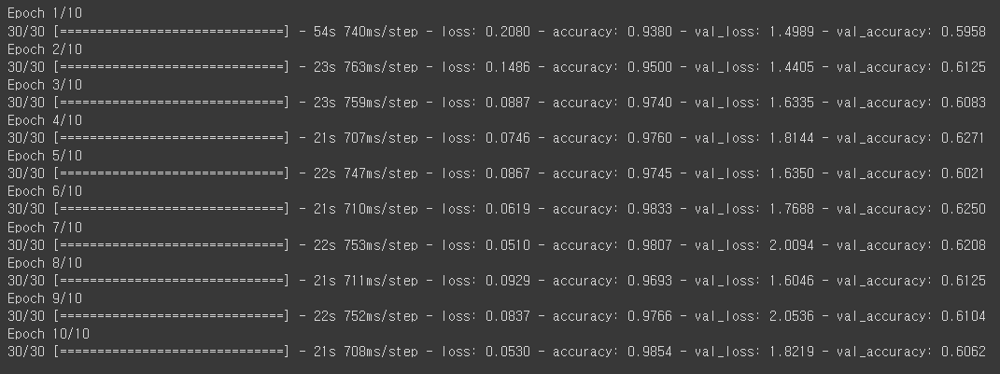 Epoch 1/10
30/30 [==============================] - 54s 740ms/step - loss: 0.2080 - accuracy: 0.9380 - val_loss: 1.4989 - val_accuracy: 0.5958
Epoch 2/10
30/30 [==============================] - 23s 763ms/step - loss: 0.1486 - accuracy: 0.9500 - val_loss: 1.4405 - val_accuracy: 0.6125
Epoch 3/10
30/30 [==============================] - 23s 759ms/step - loss: 0.0887 - accuracy: 0.9740 - val_loss: 1.6335 - val_accuracy: 0.6083
Epoch 4/10
30/30 [==============================] - 21s 707ms/step - loss: 0.0746 - accuracy: 0.9760 - val_loss: 1.8144 - val_accuracy: 0.6271
Epoch 5/10
30/30 [==============================] - 22s 747ms/step - loss: 0.0867 - accuracy: 0.9745 - val_loss: 1.6350 - val_accuracy: 0.6021
Epoch 6/10
30/30 [==============================] - 21s 710ms/step - loss: 0.0619 - accuracy: 0.9833 - val_loss: 1.7688 - val_accuracy: 0.6250
Epoch 7/10
30/30 [==============================] - 22s 753ms/step - loss: 0.0510 - accuracy: 0.9807 - val_loss: 2.0094 - val_accuracy: 0.6208
Epoch 8/10
30/30 [==============================] - 21s 711ms/step - loss: 0.0929 - accuracy: 0.9693 - val_loss: 1.6046 - val_accuracy: 0.6125
Epoch 9/10
30/30 [==============================] - 22s 752ms/step - loss: 0.0837 - accuracy: 0.9766 - val_loss: 2.0536 - val_accuracy: 0.6104
Epoch 10/10
30/30 [==============================] - 21s 708ms/step - loss: 0.0530 - accuracy: 0.9854 - val_loss: 1.8219 - val_accuracy: 0.6062